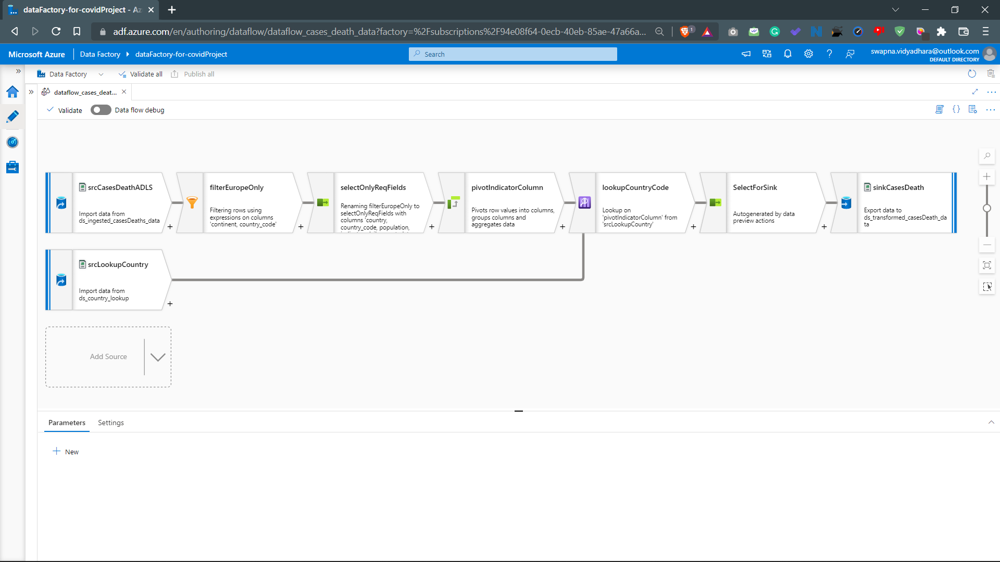 dataFactory-for-covidProject - Az
adf.azure.com/en/authoring/dataflow/dataflow_cases_death_data?factory=%2Fsubscriptions%2F94e08f64-0ecb-40eb-85ae-47a66a...
1
Microsoft Azure
Data Factory
dataFactory-for-covidProject
Search
swapna.vidyadhara@outlook.com
DEFAULT DIRECTORY
Data Factory
Validate all
Publish all
dataflow_cases_deat...
Validate
Data flow debug
srcCasesDeathADLS
Import data from
ds_ingested_casesDeaths_data
filterEuropeOnly
Filtering rows using
expressions on columns
'continent, country_code'
selectOnlyReqFields
Renaming filterEuropeOnly to
selectOnlyReqFields with
columns 'country,
country_code, population,
pivotIndicatorColumn
Pivots row values into columns,
groups columns and
aggregates data
lookupCountryCode
Lookup on
'pivotIndicatorColumn' from
'srcLookupCountry'
SelectForSink
Autogenerated by data
preview actions
sinkCasesDeath
Export data to
ds_transformed_casesDeath_da
ta
srcLookupCountry
Import data from
ds_country_lookup
Add Source
Parameters
Settings
New